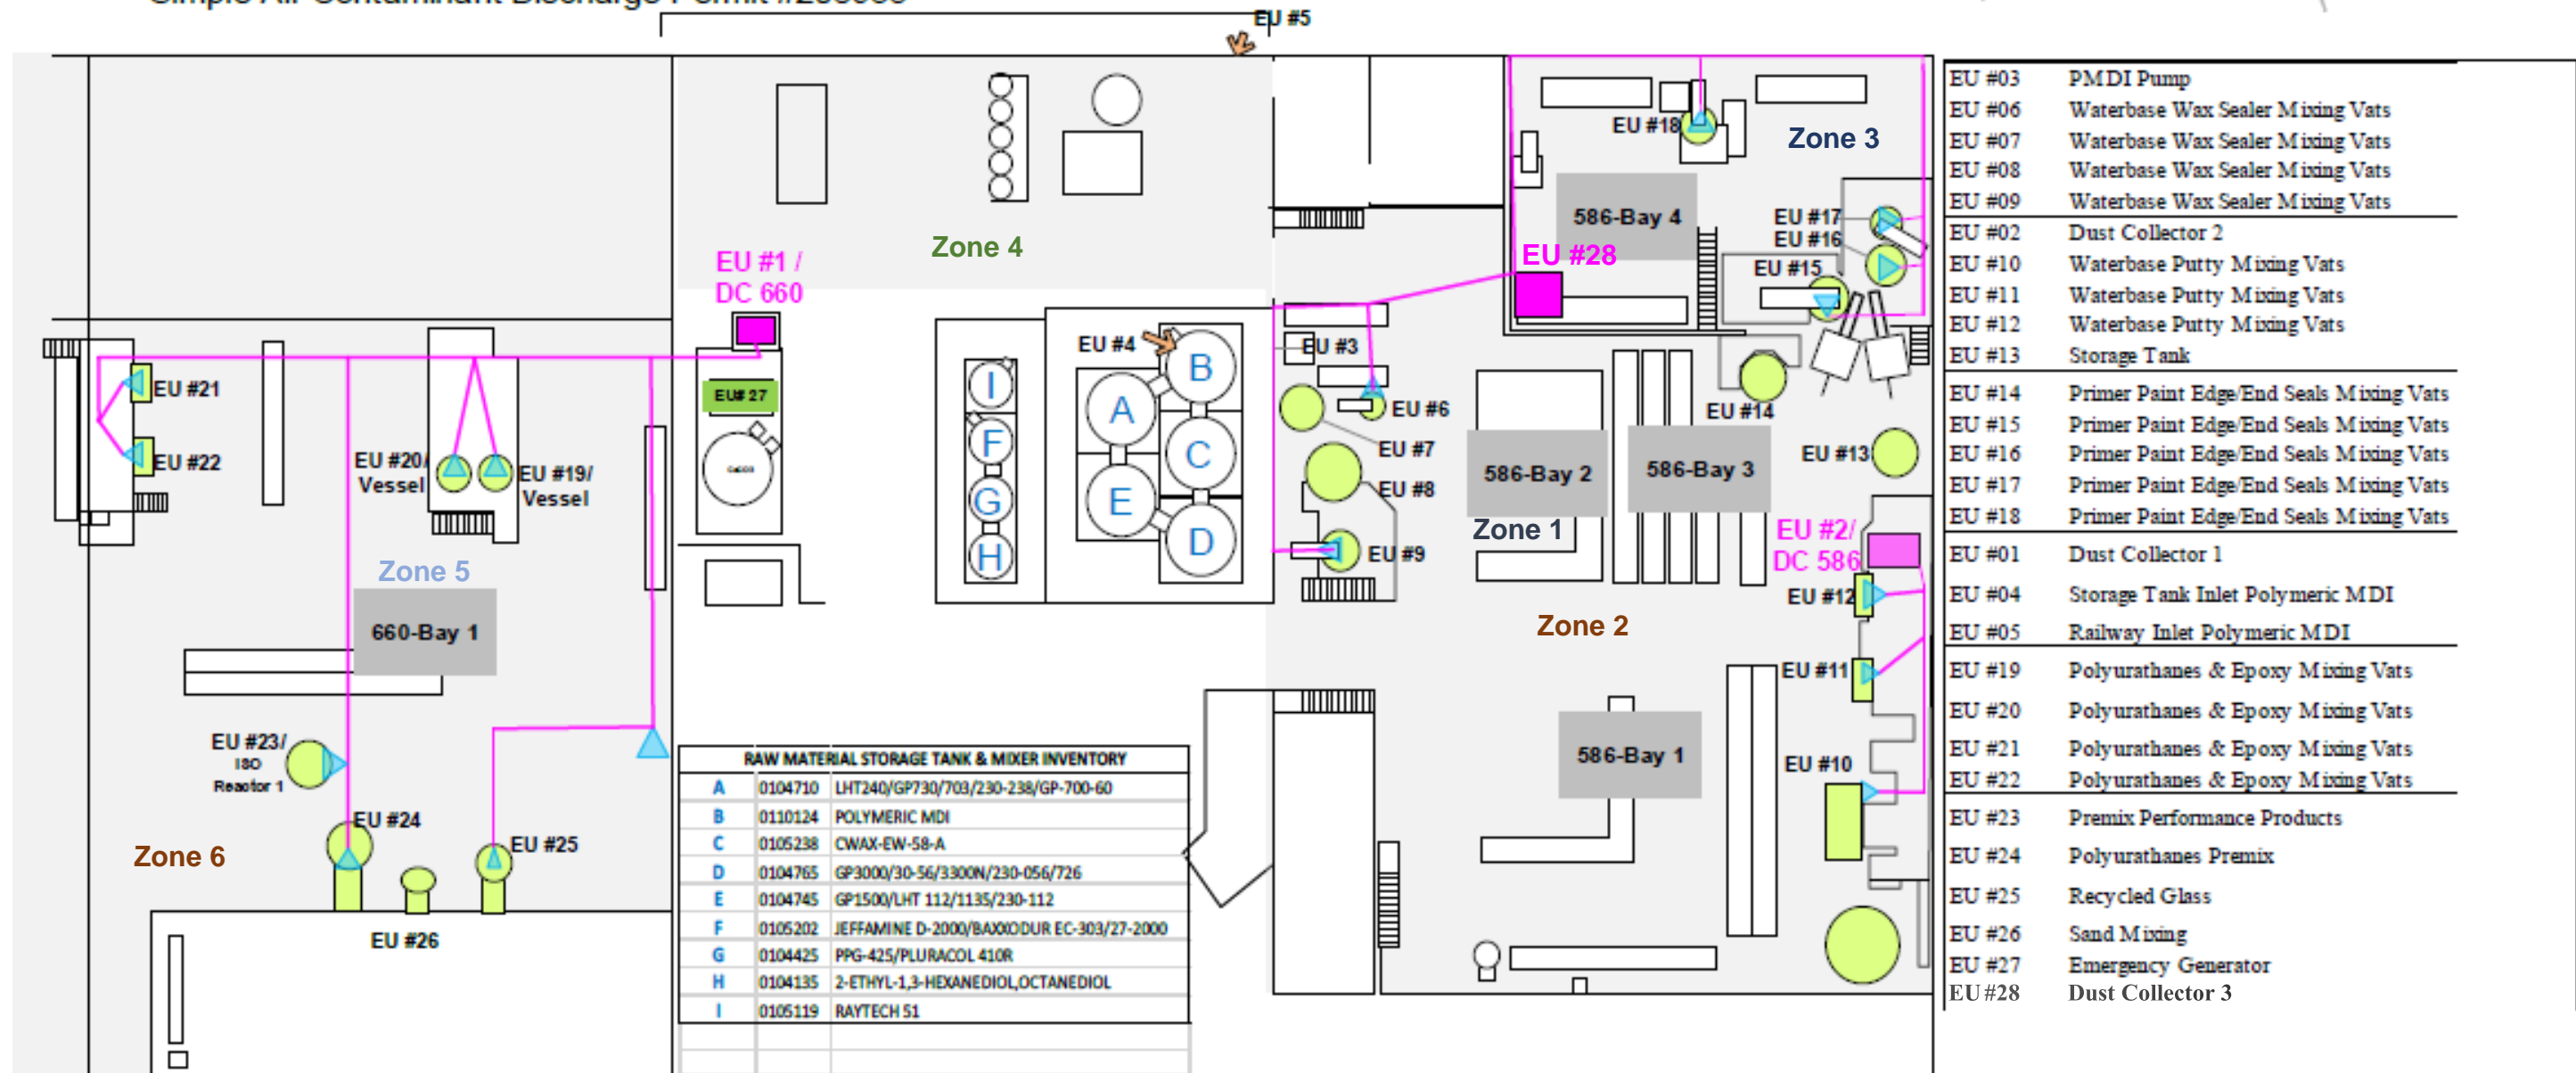 Simple Air Contaminant Discharge Permit
EU #5
EU #18
Zone 3
586-Bay 4
EU #17
EU #16
EU #15
EU #28
Zone 4
EU #1 /
DC 660
EU# 27
EU #4
EU #3
A
B
C
D
E
F
G
H
I
EU #6
EU #7
EU #8
EU #9
EU #14
EU #13
586-Bay 2
586-Bay 3
Zone 1
EU #2/
DC 586
EU #12
EU #11
EU #10
Zone 2
586-Bay 1
EU #21
EU #22
EU #20/
Vessel
EU #19/
Vessel
Zone 5
660-Bay 1
EU #23/
ISO
Reactor 1
EU #24
EU #25
Zone 6
EU #26
RAW MATERIAL STORAGE TANK & MIXER INVENTORY
A 0104710 LHT240/GP730/703/230-238/GP-700-60
B 0110124 POLYMERIC MDI
C 0105238 CWAX-EW-58-A
D 0104765 GP3000/30-56/3300N/230-056/726
E 0104745 GP1500/LHT 112/1135/230-112
F 0105202 JEFFAMINE D-2000/BAXXODUR EC-303/27-2000
G 0104425 PPG-425/PLURACOL 410R
H 0104135 2-ETHYL-1,3-HEXANEDIOL,OCTANEDIOL
I 0105119 RAYTECH 51
EU #03 PMDI Pump
EU #06 Waterbase Wax Sealer Mixing Vats
EU #07 Waterbase Wax Sealer Mixing Vats
EU #08 Waterbase Wax Sealer Mixing Vats
EU #09 Waterbase Wax Sealer Mixing Vats
EU #02 Dust Collector 2
EU #10 Waterbase Putty Mixing Vats
EU #11 Waterbase Putty Mixing Vats
EU #12 Waterbase Putty Mixing Vats
EU #13 Storage Tank
EU #14 Primer Paint Edge/End Seals Mixing Vats
EU #15 Primer Paint Edge/End Seals Mixing Vats
EU #16 Primer Paint Edge/End Seals Mixing Vats
EU #17 Primer Paint Edge/End Seals Mixing Vats
EU #18 Primer Paint Edge/End Seals Mixing Vats
EU #01 Dust Collector 1
EU #04 Storage Tank Inlet Polymeric MDI
EU #05 Railway Inlet Polymeric MDI
EU #19 Polyurathanes & Epoxy Mixing Vats
EU #20 Polyurathanes & Epoxy Mixing Vats
EU #21 Polyurathanes & Epoxy Mixing Vats
EU #22 Polyurathanes & Epoxy Mixing Vats
EU #23 Premix Performance Products
EU #24 Polyurathanes Premix
EU #25 Recycled Glass
EU #26 Sand Mixing
EU #27 Emergency Generator
EU #28 Dust Collector 3